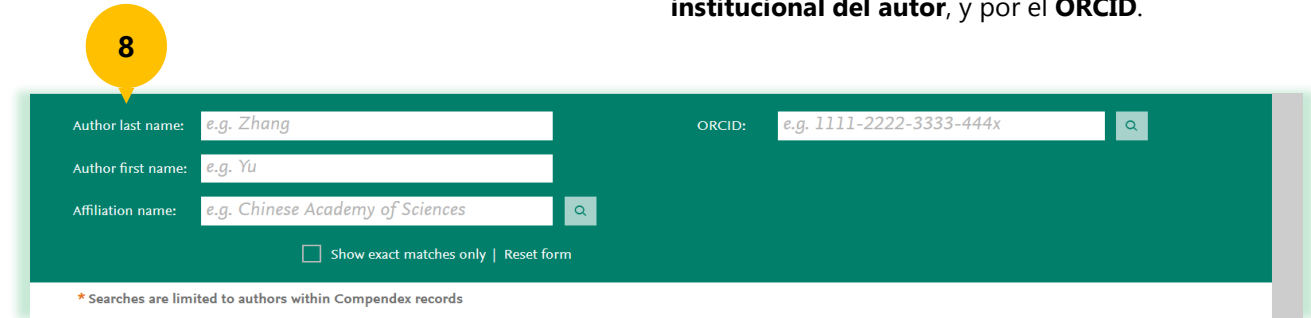 institucional del autor, y por el ORCID.
8
Author last name: e.g. Zhang
ORCID: e.g. 1111-2222-3333-444x
Author first name: e.g. Yu
Affiliation name: e.g. Chinese Academy of Sciences
Show exact matches only | Reset form
* Searches are limited to authors within Compendex records